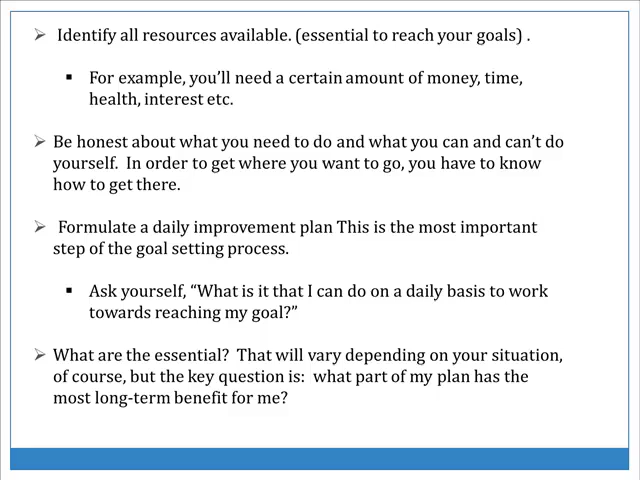 ➢ Identify all resources available. (essential to reach your goals) .
▪ For example, you'll need a certain amount of money, time,
health, interest etc.
➢ Be honest about what you need to do and what you can and can't do
yourself. In order to get where you want to go, you have to know
how to get there.
➢ Formulate a daily improvement plan This is the most important
step of the goal setting process.
▪ Ask yourself, “What is it that I can do on a daily basis to work
towards reaching my goal?”
➢ What are the essential? That will vary depending on your situation,
of course, but the key question is: what part of my plan has the
most long-term benefit for me?